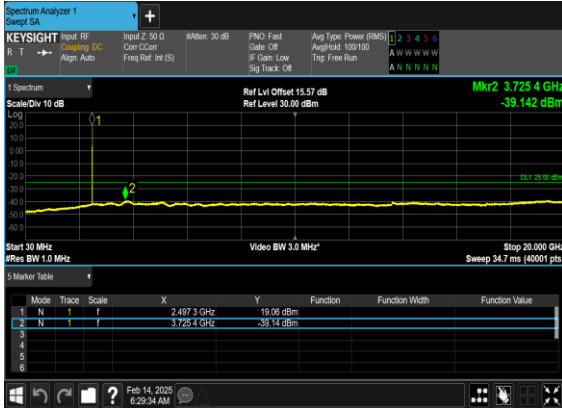 Spectrum Analyzer 1
Swept SA
+
KEYSIGHT Input: RF Input Z: 50 Ω #Atten: 30 dB PNO: Fast Avg Type: Power (RMS) 1 2 3 4 5 6
R T Coupling: DC Corr CCorr Gate: Off Avg|Hold: 100/100 A W W W W W
Align: Auto Freq Ref: Int (S) IF Gain: Low Trig: Free Run
Sig Track: Off A N N N N N
1 Spectrum Ref Lvl Offset 15.57 dB Mkr2 3.725 4 GHz
Scale/Div 10 dB Ref Level 30.00 dBm -39.142 dBm
Log
20.0
10.0
0.00
-10.0
-20.0
-30.0
-40.0
-50.0
-60.0
1
2
DL1 25.00 dBm
Start 30 MHz Video BW 3.0 MHz* Stop 20.000 GHz
#Res BW 1.0 MHz Sweep 34.7 ms (40001 pts)
5 Marker Table
Mode Trace Scale X Y Function Function Width Function Value
1 N 1 f 2.497 3 GHz 19.06 dBm
2 N 1 f 3.725 4 GHz -39.14 dBm
3
4
5
6
? Feb 14, 2025
6:29:34 AM